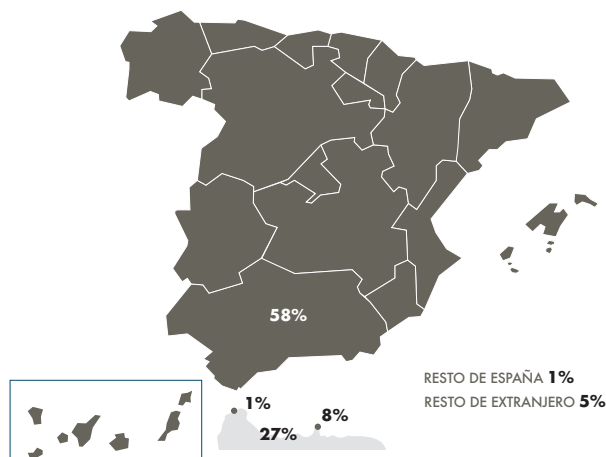 58%
RESTO DE ESPAÑA 1%
RESTO DE EXTRANJERO 5%
1%
8%
27%